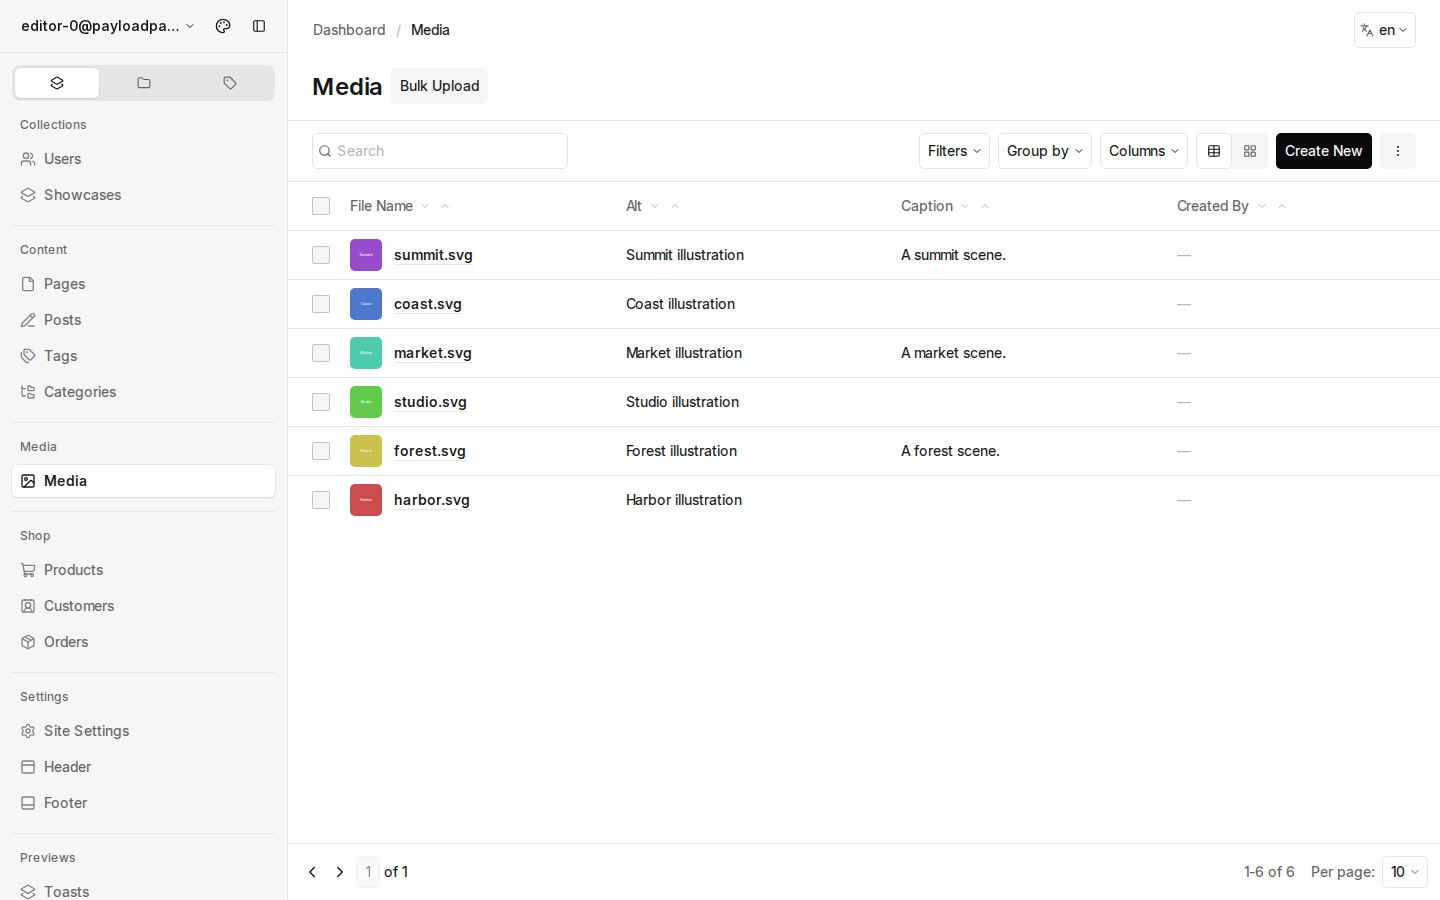 editor-0@payloadpa...
Dashboard / Media
en
Media
Bulk Upload
Collections
Users
Showcases
Content
Pages
Posts
Tags
Categories
Media
Media
Shop
Products
Customers
Orders
Settings
Site Settings
Header
Footer
Previews
Toasts
Search
Filters
Group by
Columns
Create New
File Name Alt Caption Created By
summit.svg Summit illustration A summit scene. —
coast.svg Coast illustration —
market.svg Market illustration A market scene. —
studio.svg Studio illustration —
forest.svg Forest illustration A forest scene. —
harbor.svg Harbor illustration —
1 of 1
1-6 of 6
Per page: 10